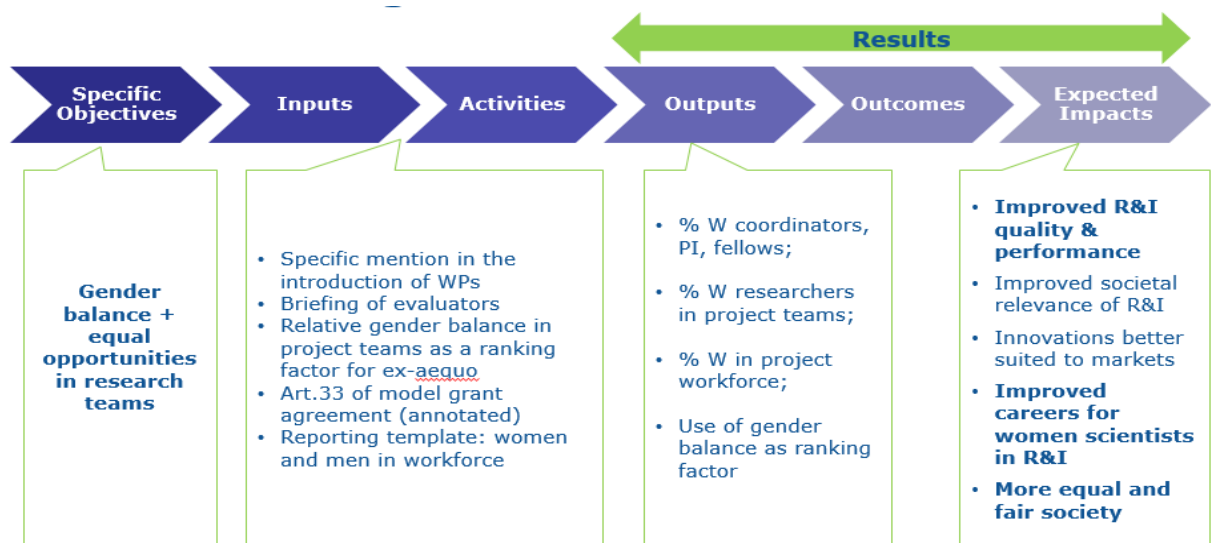 Results
Specific
Objectives
Inputs
Activities
Outputs
Outcomes
Expected
Impacts
Gender
balance +
equal
opportunities
in research
teams
• Specific mention in the
introduction of WPs
• Briefing of evaluators
• Relative gender balance in
project teams as a ranking
factor for ex-aequo
• Art.33 of model grant
agreement (annotated)
• Reporting template: women
and men in workforce
• % W coordinators,
PI, fellows;
• % W researchers
in project teams;
• % W in project
workforce;
• Use of gender
balance as ranking
factor
• Improved R&I
quality &
performance
• Improved societal
relevance of R&I
• Innovations better
suited to markets
• Improved
careers for
women scientists
in R&I
• More equal and
fair society